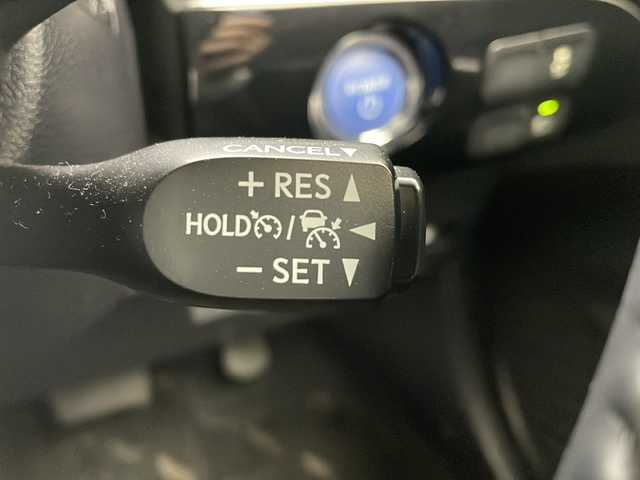 CANCEL▼
+ RES ▲
HOLD / ◀
− SET ▼